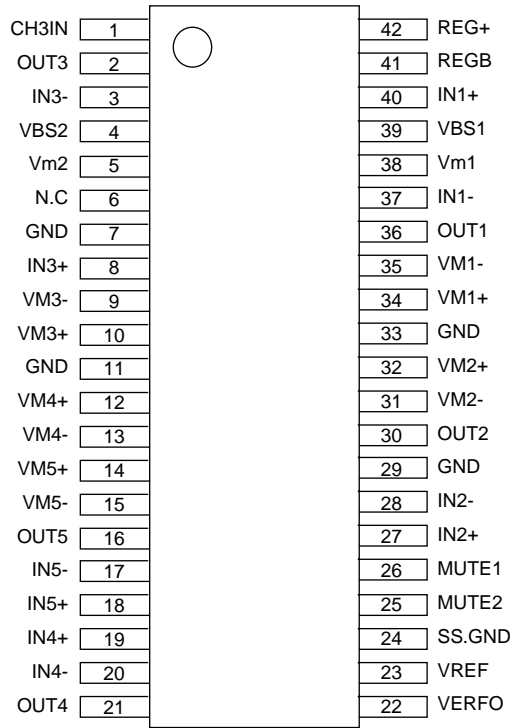 CH3IN 1 42 REG+
OUT3 2 41 REGB
IN3- 3 40 IN1+
VBS2 4 39 VBS1
Vm2 5 38 Vm1
N.C 6 37 IN1-
GND 7 36 OUT1
IN3+ 8 35 VM1-
VM3- 9 34 VM1+
VM3+ 10 33 GND
GND 11 32 VM2+
VM4+ 12 31 VM2-
VM4- 13 30 OUT2
VM5+ 14 29 GND
VM5- 15 28 IN2-
OUT5 16 27 IN2+
IN5- 17 26 MUTE1
IN5+ 18 25 MUTE2
IN4+ 19 24 SS.GND
IN4- 20 23 VREF
OUT4 21 22 VERFO